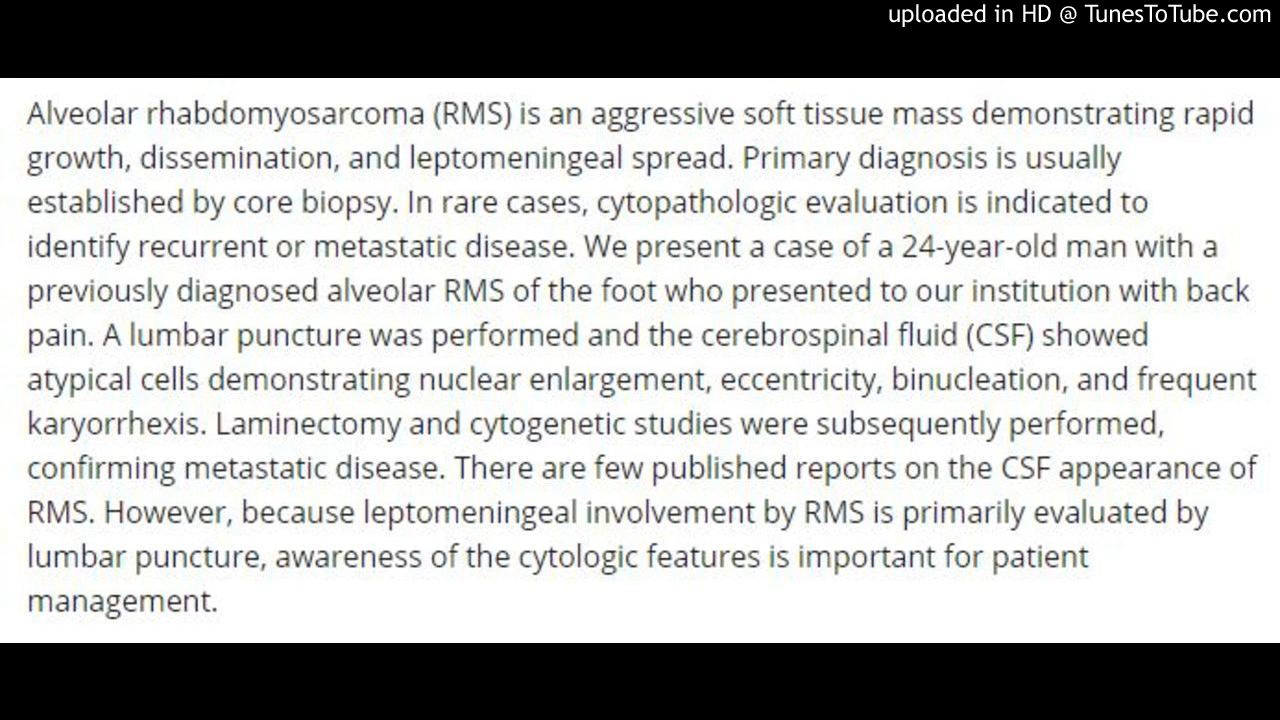 uploaded in HD @ TunesToTube.com
Alveolar rhabdomyosarcoma (RMS) is an aggressive soft tissue mass demonstrating rapid
growth, dissemination, and leptomeningeal spread. Primary diagnosis is usually
established by core biopsy. In rare cases, cytopathologic evaluation is indicated to
identify recurrent or metastatic disease. We present a case of a 24-year-old man with a
previously diagnosed alveolar RMS of the foot who presented to our institution with back
pain. A lumbar puncture was performed and the cerebrospinal fluid (CSF) showed
atypical cells demonstrating nuclear enlargement, eccentricity, binucleation, and frequent
karyorrhexis. Laminectomy and cytogenetic studies were subsequently performed,
confirming metastatic disease. There are few published reports on the CSF appearance of
RMS. However, because leptomeningeal involvement by RMS is primarily evaluated by
lumbar puncture, awareness of the cytologic features is important for patient
management.